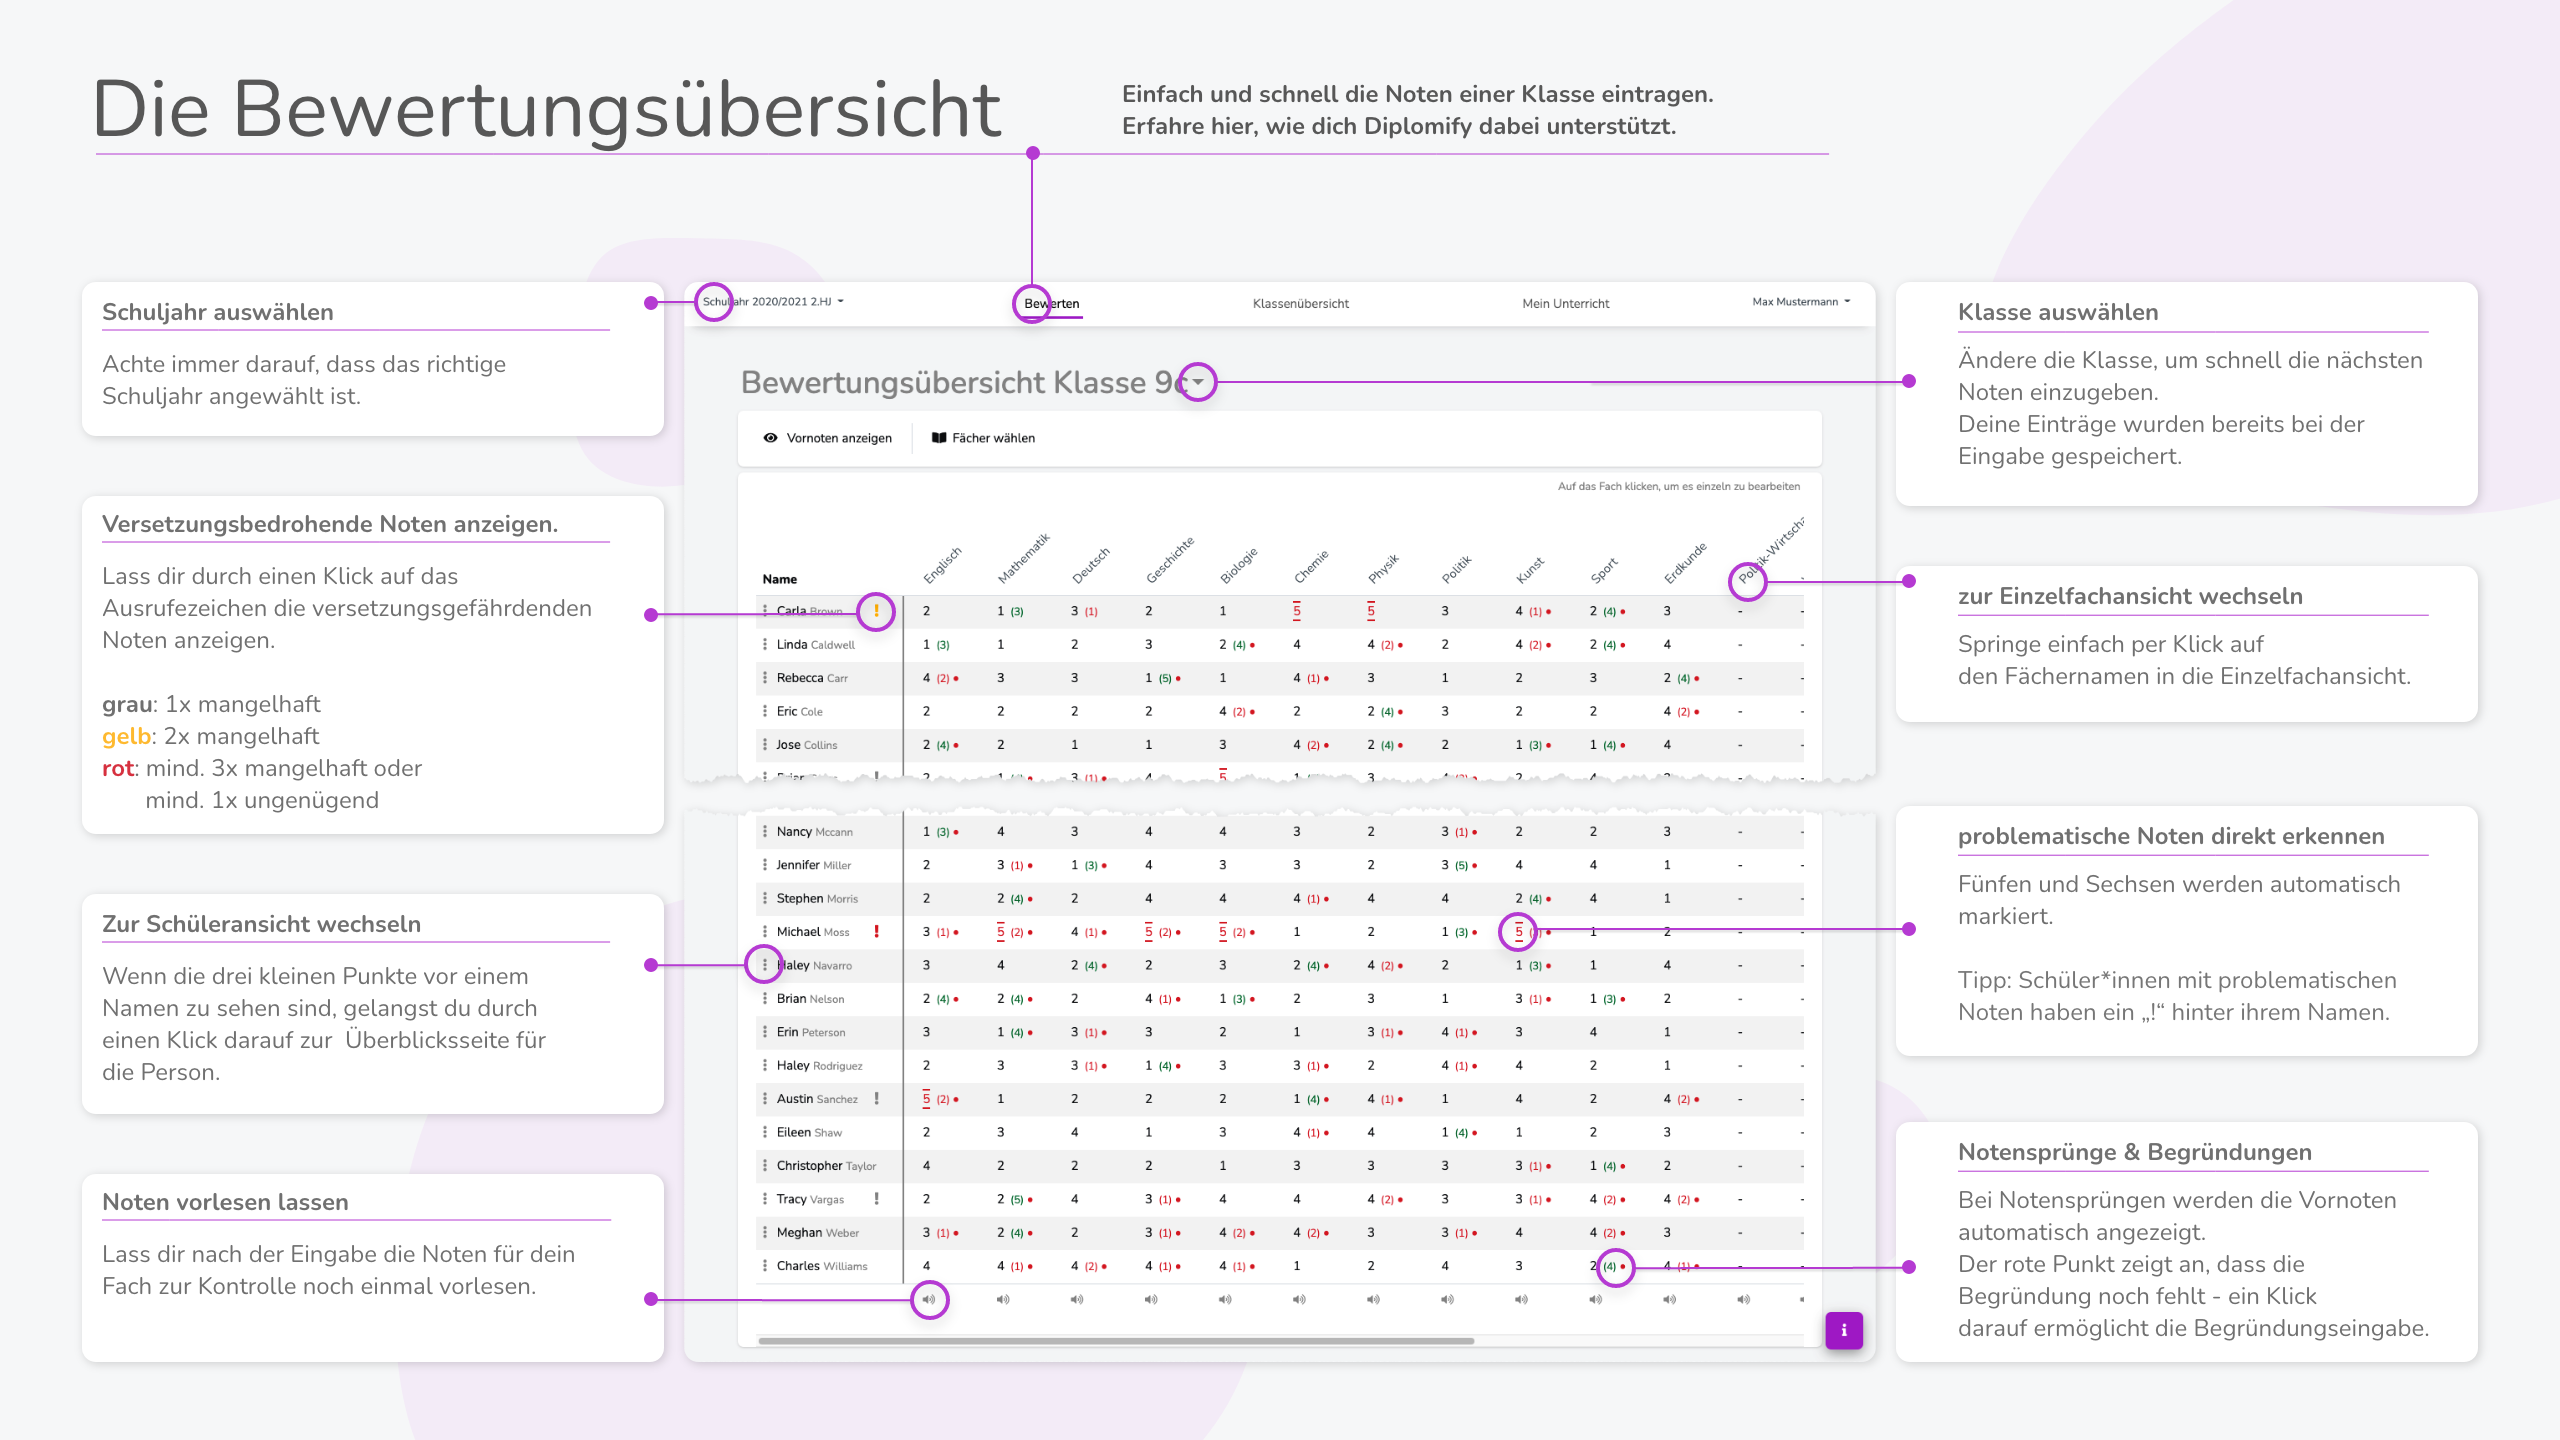 Die Bewertungsübersicht
Einfach und schnell die Noten einer Klasse eintragen.
Erfahre hier, wie dich Diplomify dabei unterstützt.
Schuljahr auswählen
Achte immer darauf, dass das richtige
Schuljahr angewählt ist.
Versetzungsbedrohende Noten anzeigen.
Lass dir durch einen Klick auf das
Ausrufezeichen die versetzungsgefährdenden
Noten anzeigen.
grau: 1x mangelhaft
gelb: 2x mangelhaft
rot: mind. 3x mangelhaft oder
mind. 1x ungenügend
Zur Schüleransicht wechseln
Wenn die drei kleinen Punkte vor einem
Namen zu sehen sind, gelangst du durch
einen Klick darauf zur Überblicksseite für
die Person.
Noten vorlesen lassen
Lass dir nach der Eingabe die Noten für dein
Fach zur Kontrolle noch einmal vorlesen.
Schuljahr 2020/2021 2.HJ
Bewerten
Klassenübersicht
Mein Unterricht
Max Mustermann
Bewertungsübersicht Klasse 9c
Vornoten anzeigen
Fächer wählen
Auf das Fach klicken, um es einzeln zu bearbeiten
Name Englisch Mathematik Deutsch Geschichte Biologie Chemie Physik Politik Kunst Sport Erdkunde
Carla Brown ! 2 1 (3) 3 (1) 2 1 5 5 3 4 (1) • 2 (4) • 3 - -
Linda Caldwell 1 (3) 1 2 3 2 (4) • 4 4 (2) • 2 4 (2) • 2 (4) • 4 - -
Rebecca Carr 4 (2) • 3 3 1 (5) • 1 4 (1) • 3 1 2 3 2 (4) • - -
Eric Cole 2 2 2 2 4 (2) • 2 2 (4) • 3 2 2 4 (2) • - -
Jose Collins 2 (4) • 2 1 1 3 4 (2) • 2 (4) • 2 1 (3) • 1 (4) • 4 - -
Nancy Mccann 1 (3) • 4 3 4 4 3 2 3 (1) • 2 2 3 - -
Jennifer Miller 2 3 (1) • 1 (3) • 4 3 3 2 3 (5) • 4 4 1 - -
Stephen Morris 2 2 (4) • 2 4 4 4 (1) • 4 4 2 (4) • 4 1 - -
Michael Moss ! 3 (1) • 5 (2) • 4 (1) • 5 (2) • 5 (2) • 1 2 1 (3) • 5 • 1 2 - -
Haley Navarro 3 4 2 (4) • 2 3 2 (4) • 4 (2) • 2 1 (3) • 1 4 - -
Brian Nelson 2 (4) • 2 (4) • 2 4 (1) • 1 (3) • 2 3 1 3 (1) • 1 (3) • 2 - -
Erin Peterson 3 1 (4) • 3 (1) • 3 2 1 3 (1) • 4 (1) • 3 4 1 - -
Haley Rodriguez 2 3 3 (1) • 1 (4) • 3 3 (1) • 2 4 (1) • 4 2 1 - -
Austin Sanchez ! 5 (2) • 1 2 2 2 1 (4) • 4 (1) • 1 4 2 4 (2) • - -
Eileen Shaw 2 3 4 1 3 4 (1) • 4 1 (4) • 1 2 3 - -
Christopher Taylor 4 2 2 2 1 3 3 3 3 (1) • 1 (4) • 2 - -
Tracy Vargas ! 2 2 (5) • 4 3 (1) • 4 4 4 (2) • 3 3 (1) • 4 (2) • 4 (2) • - -
Meghan Weber 3 (1) • 2 (4) • 2 3 (1) • 4 (2) • 4 (2) • 3 3 (1) • 4 4 (2) • 3 - -
Charles Williams 4 4 (1) • 4 (2) • 4 (1) • 4 (1) • 1 2 4 3 2 (4) • 4 (1) • - -
i
Klasse auswählen
Ändere die Klasse, um schnell die nächsten
Noten einzugeben.
Deine Einträge wurden bereits bei der
Eingabe gespeichert.
zur Einzelfachansicht wechseln
Springe einfach per Klick auf
den Fächernamen in die Einzelfachansicht.
problematische Noten direkt erkennen
Fünfen und Sechsen werden automatisch
markiert.
Tipp: Schüler*innen mit problematischen
Noten haben ein „!“ hinter ihrem Namen.
Notensprünge & Begründungen
Bei Notensprüngen werden die Vornoten
automatisch angezeigt.
Der rote Punkt zeigt an, dass die
Begründung noch fehlt - ein Klick
darauf ermöglicht die Begründungseingabe.